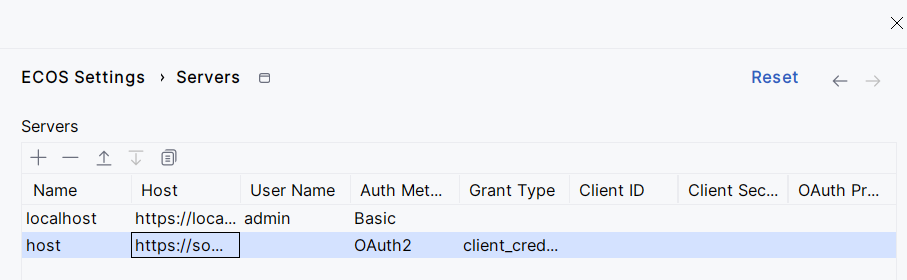 ECOS Settings › Servers Reset
Servers
Name Host User Name Auth Met... Grant Type Client ID Client Sec... OAuth Pr...
localhost https://loca... admin Basic
host https://so... OAuth2 client_cred...